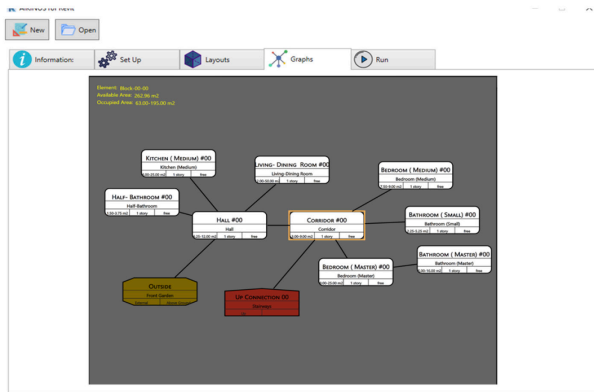 New
Open
Information:
Set Up
Layouts
Graphs
Run
Element: Block-00-00
Available Area: 262.96 m2
Occupied Area: 63.00-193.00 m2
KITCHEN ( MEDIUM) #00
Kitchen (Medium)
1 story
free
LIVING- DINING ROOM #00
Living-Dining Room
1 story
free
BEDROOM ( MEDIUM) #00
Bedroom (Medium)
1 story
free
HALF- BATHROOM #00
Half-Bathroom
1 story
free
HALL #00
Hall
1 story
free
CORRIDOR #00
Corridor
1 story
free
BATHROOM ( SMALL) #00
Bathroom (Small)
1 story
free
BATHROOM ( MASTER) #00
Bathroom (Master)
1 story
free
BEDROOM ( MASTER) #00
Bedroom (Master)
1 story
free
OUTSIDE
Front Garden
UP CONNECTION 00
Stairways